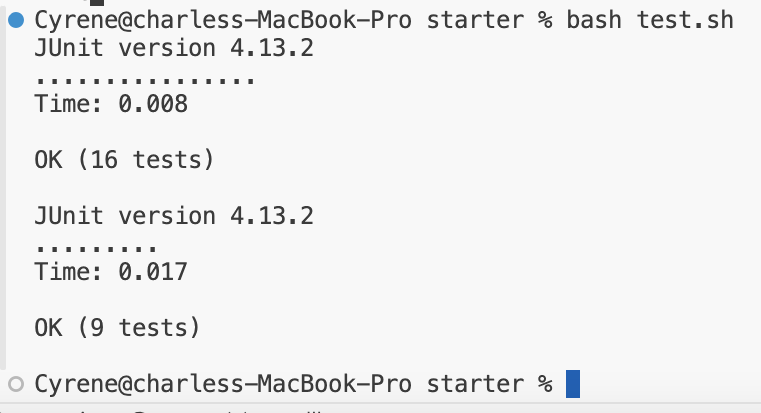 Cyrene@charless-MacBook-Pro starter % bash test.sh
JUnit version 4.13.2
................
Time: 0.008
OK (16 tests)
JUnit version 4.13.2
.........
Time: 0.017
OK (9 tests)
Cyrene@charless-MacBook-Pro starter %